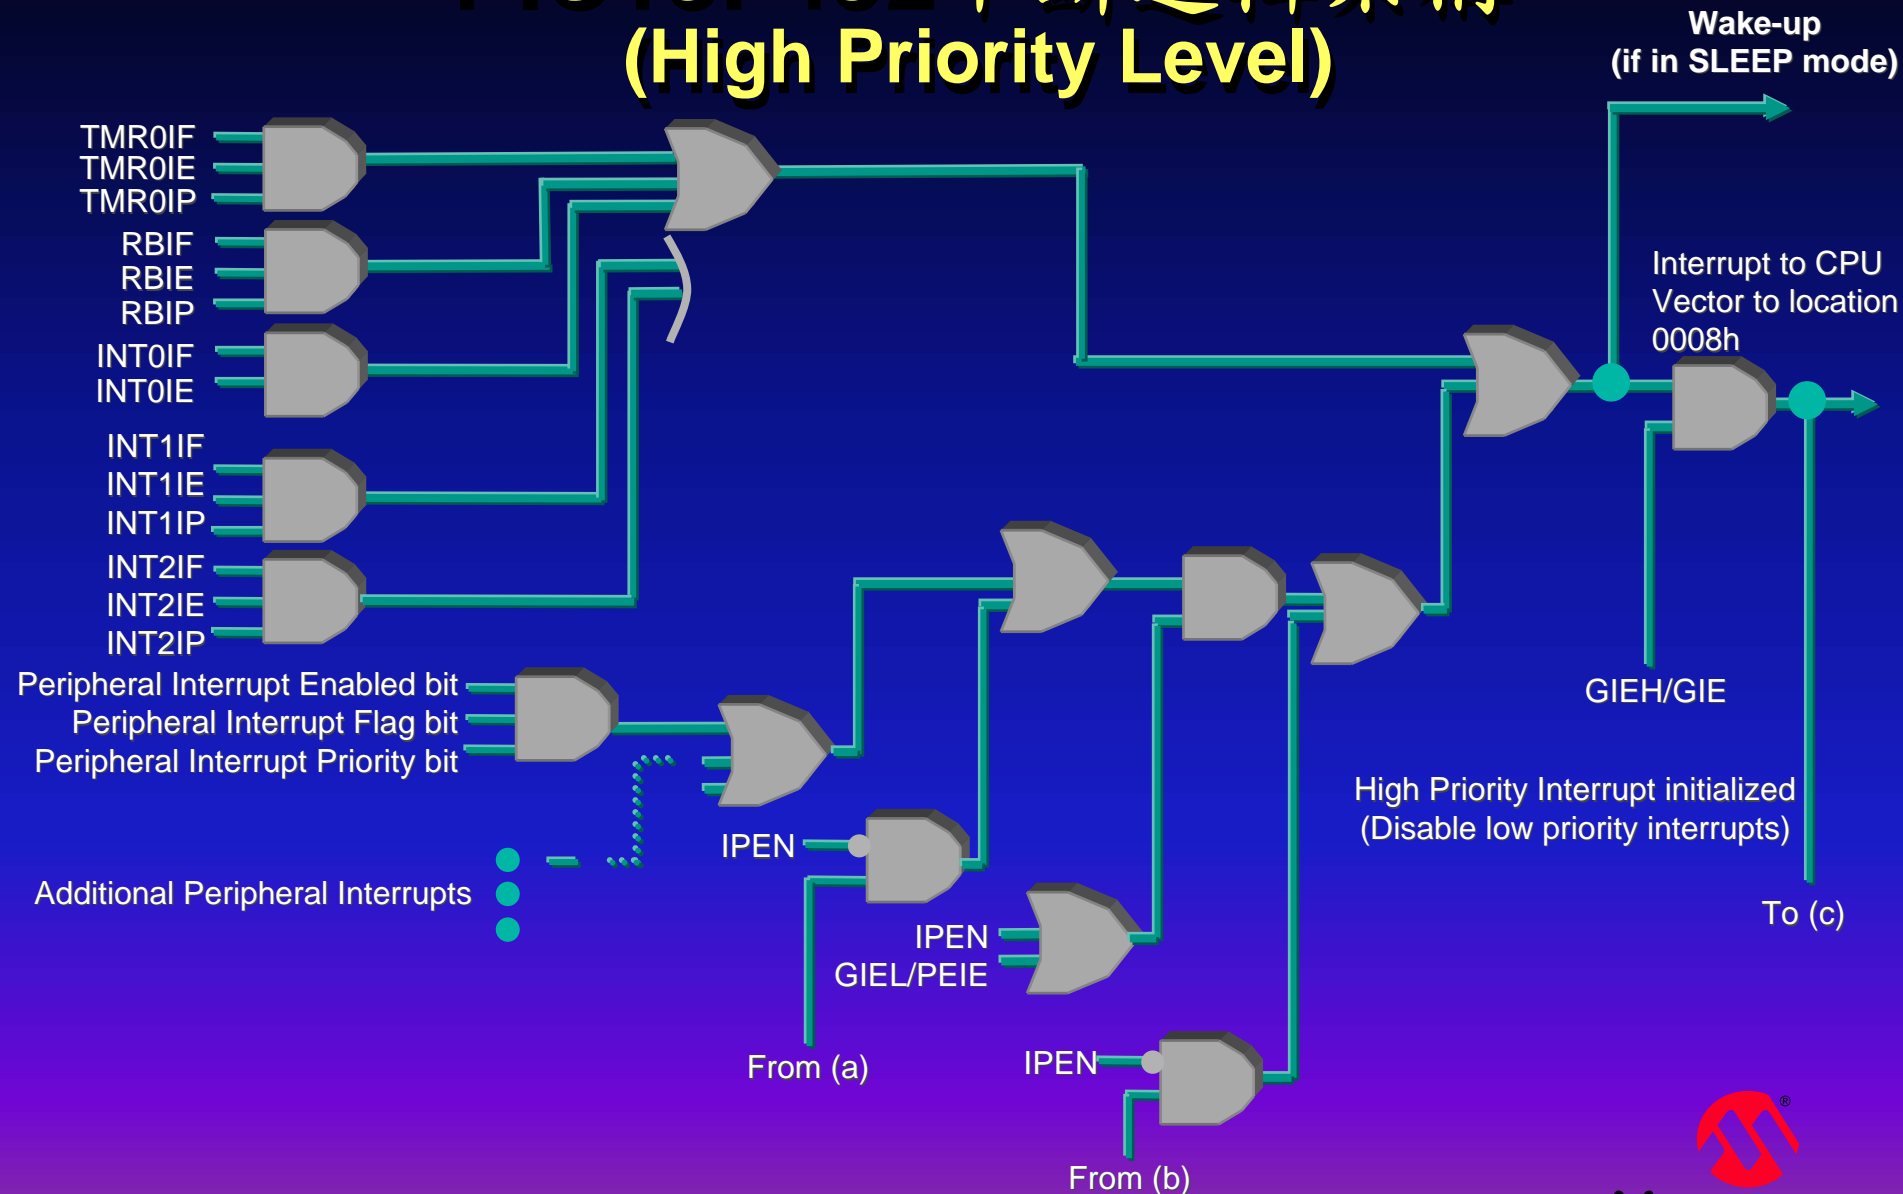 (High Priority Level)
Wake-up
(if in SLEEP mode)
TMR0IF
TMR0IE
TMR0IP
RBIF
RBIE
RBIP
INT0IF
INT0IE
INT1IF
INT1IE
INT1IP
INT2IF
INT2IE
INT2IP
Interrupt to CPU
Vector to location
0008h
GIEH/GIE
Peripheral Interrupt Enabled bit
Peripheral Interrupt Flag bit
Peripheral Interrupt Priority bit
High Priority Interrupt initialized
(Disable low priority interrupts)
IPEN
Additional Peripheral Interrupts
To (c)
IPEN
GIEL/PEIE
From (a)
IPEN
From (b)
®